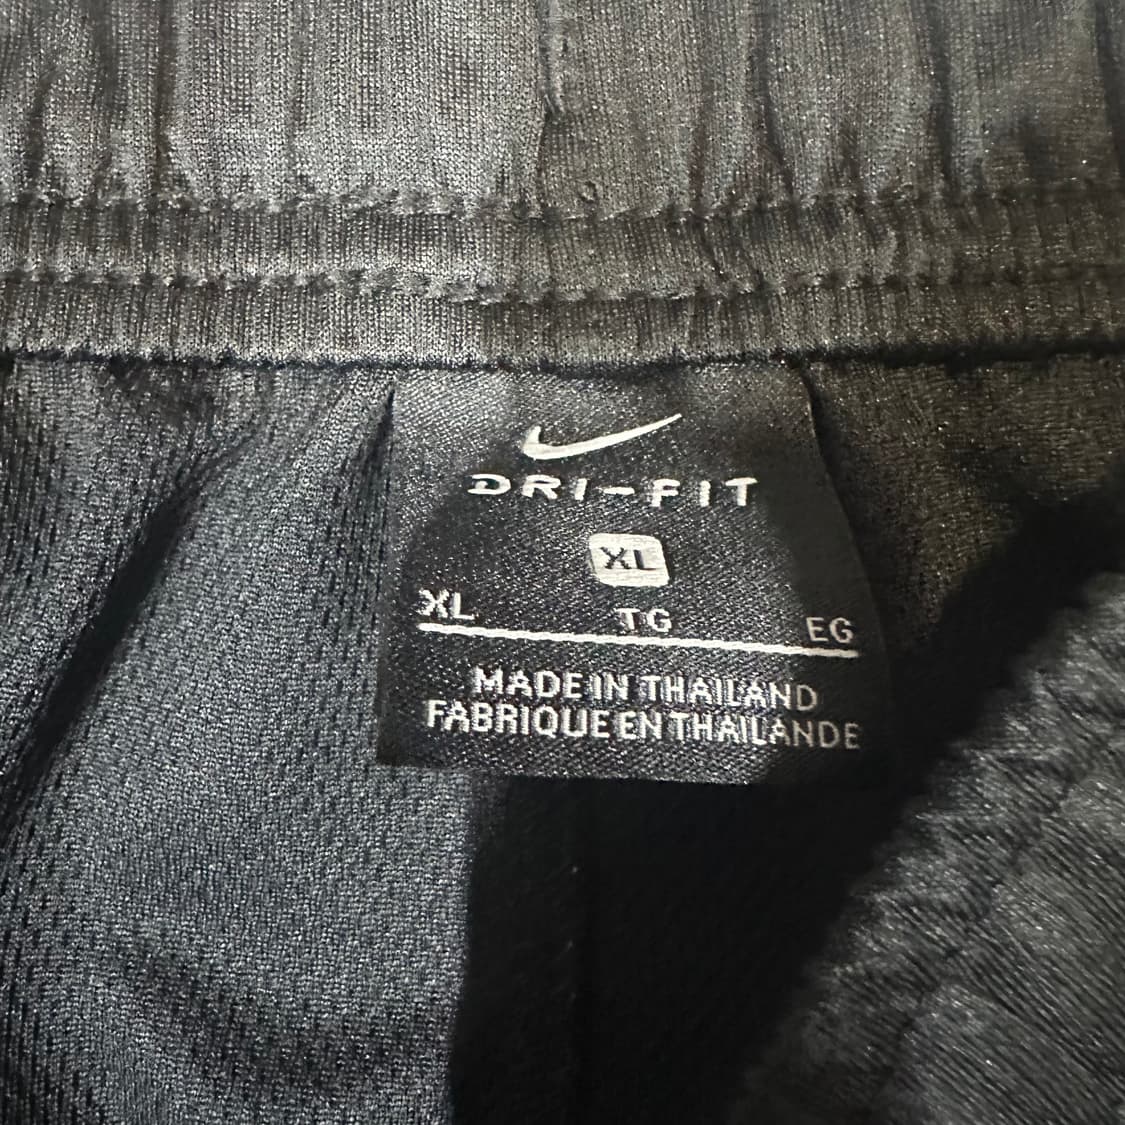 DRI-FIT
XL
XL TG EG
MADE IN THAILAND
FABRIQUE EN THAILANDE